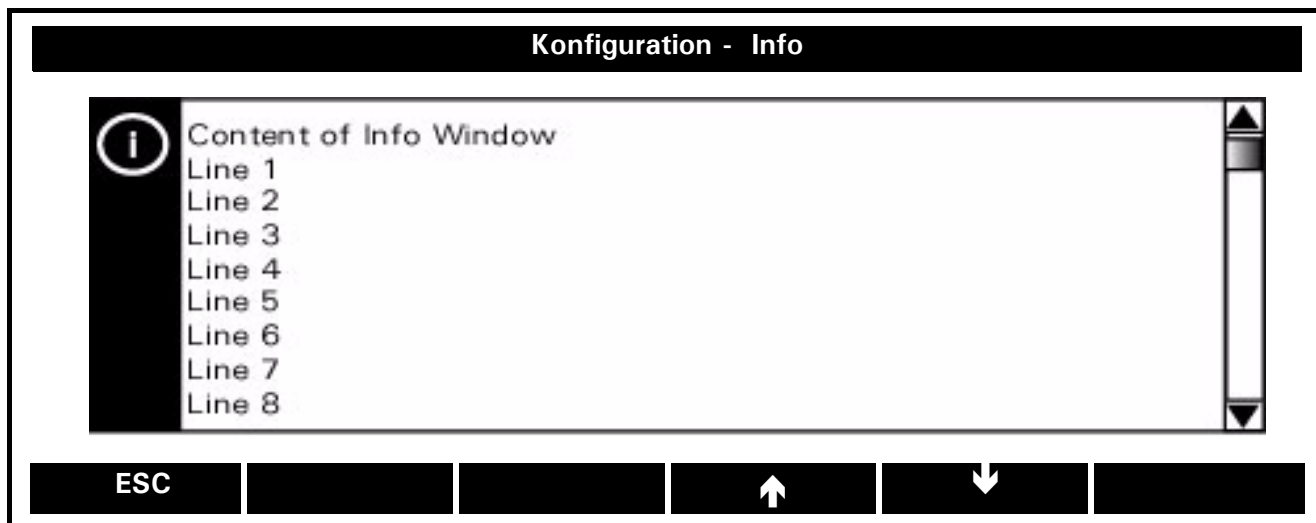 Konfiguration - Info
i
Content of Info Window
Line 1
Line 2
Line 3
Line 4
Line 5
Line 6
Line 7
Line 8
ESC